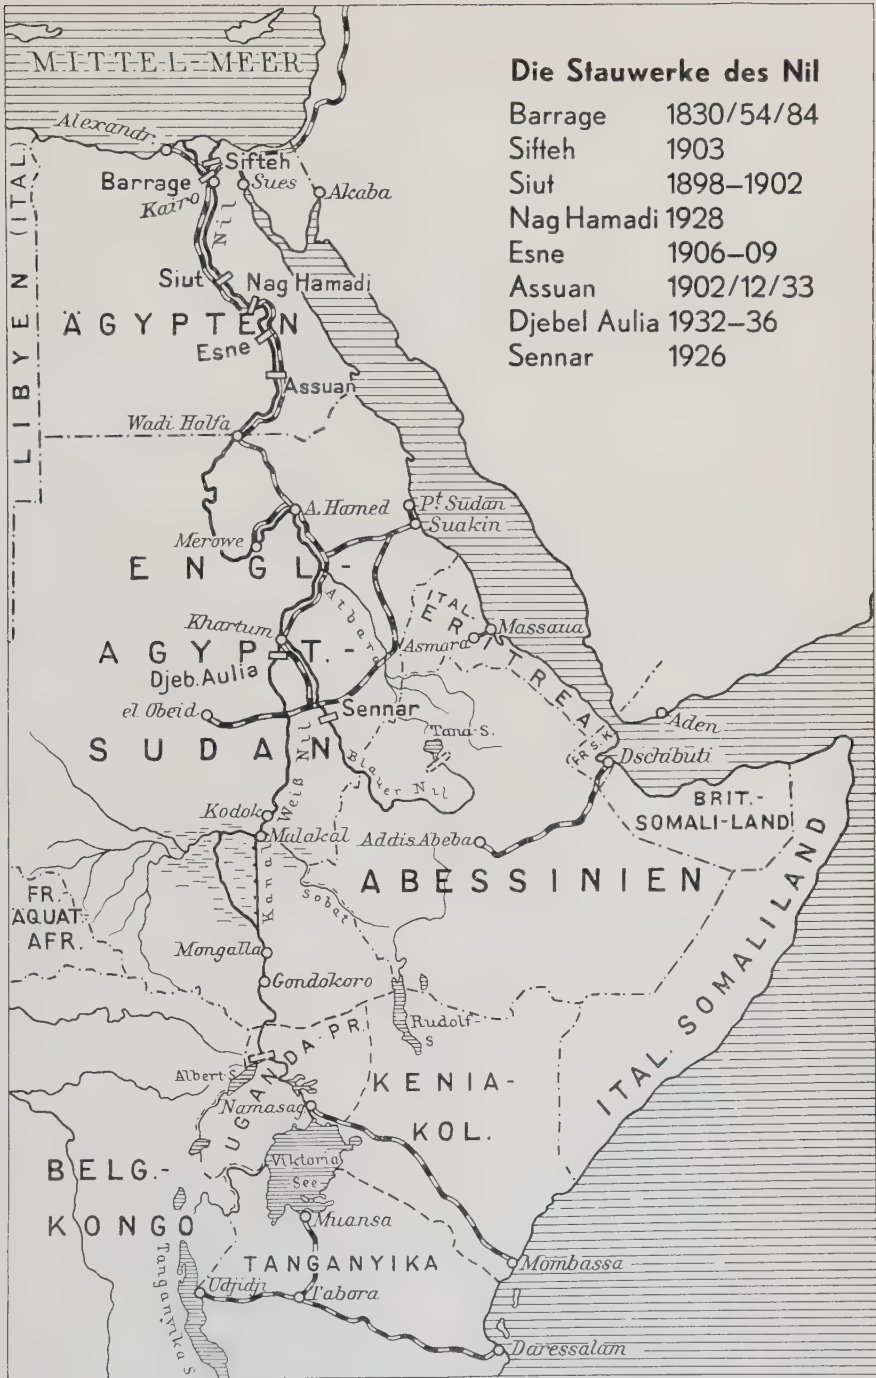 MITTEL-MEER
Die Stauwerke des Nil
Barrage 1830/54/84
Sifteh 1903
Siut 1898-1902
Nag Hamadi 1928
Esne 1906-09
Assuan 1902/12/33
Djebel Aulia 1932-36
Sennar 1926
Alexandr.
Sifteh
Barrage
Sues
Kairo
Akaba
Nil
LIBYEN (ITAL.)
Siut
Nag Hamadi
ÄGYPTEN
Esne
Assuan
Wadi Halfa
A. Hamed
Pt. Sudan
Suakin
Merowe
ENGL.-
Atbara
ITAL.
ERITREA
Khartum
Massaua
AGYPT.-
Asmara
Djeb. Aulia
el Obeid
Sennar
Tana-S.
Aden
SUDAN
FR. S. K.
Dschibuti
Weiß Nil
Blauer Nil
BRIT.-
SOMALI-LAND
Kodok
Malakal
Addis Abeba
ABESSINIEN
FR.
ÄQUAT.
AFR.
Kanal
Sobat
Mongalla
Gondokoro
ITAL. SOMALILAND
Rudolf-
S
UGANDA-PR.
Albert S.
KENIA-
KOL.
Namasag
BELG.-
KONGO
Viktoria
See
Muansa
TANGANYIKA
Mombassa
Tanganyika S
Udjidji
Tabora
Daressalam